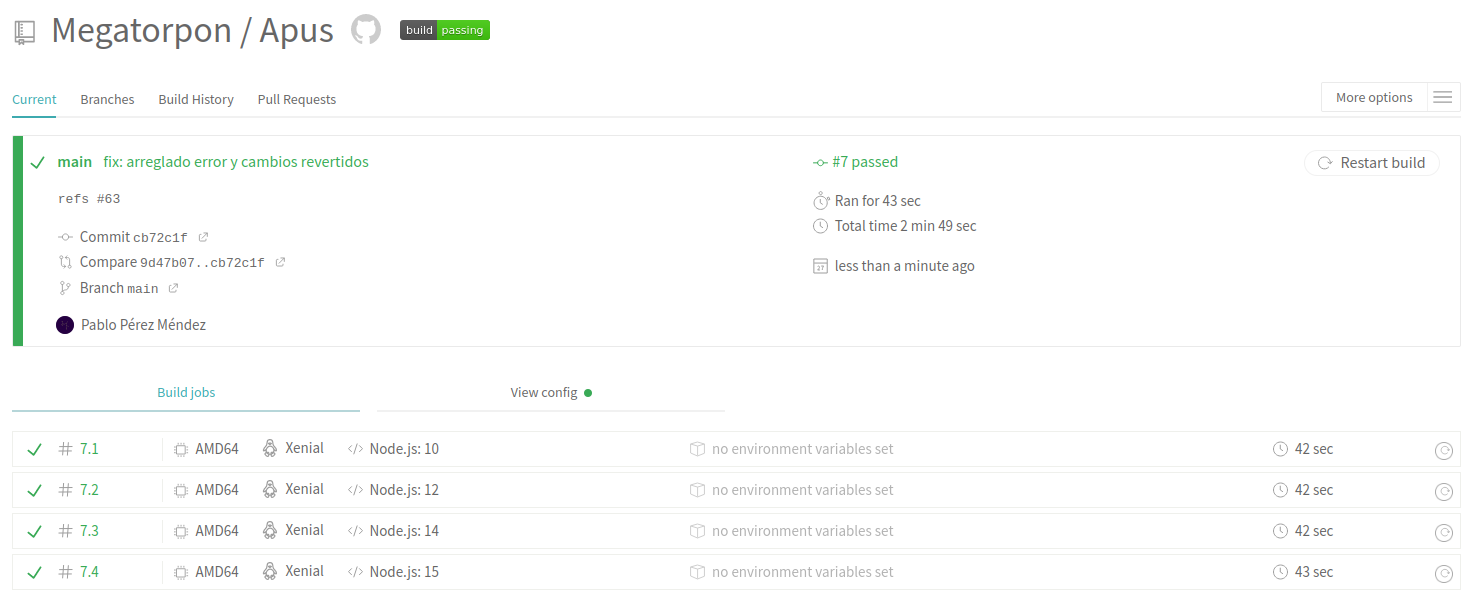 Megatorpon / Apus build passing
Current Branches Build History Pull Requests More options
main fix: arreglado error y cambios revertidos #7 passed Restart build
refs #63 Ran for 43 sec
Total time 2 min 49 sec
Commit cb72c1f
Compare 9d47b07..cb72c1f less than a minute ago
Branch main
Pablo Pérez Méndez
Build jobs View config
# 7.1 AMD64 Xenial </> Node.js: 10 no environment variables set 42 sec
# 7.2 AMD64 Xenial </> Node.js: 12 no environment variables set 42 sec
# 7.3 AMD64 Xenial </> Node.js: 14 no environment variables set 42 sec
# 7.4 AMD64 Xenial </> Node.js: 15 no environment variables set 43 sec